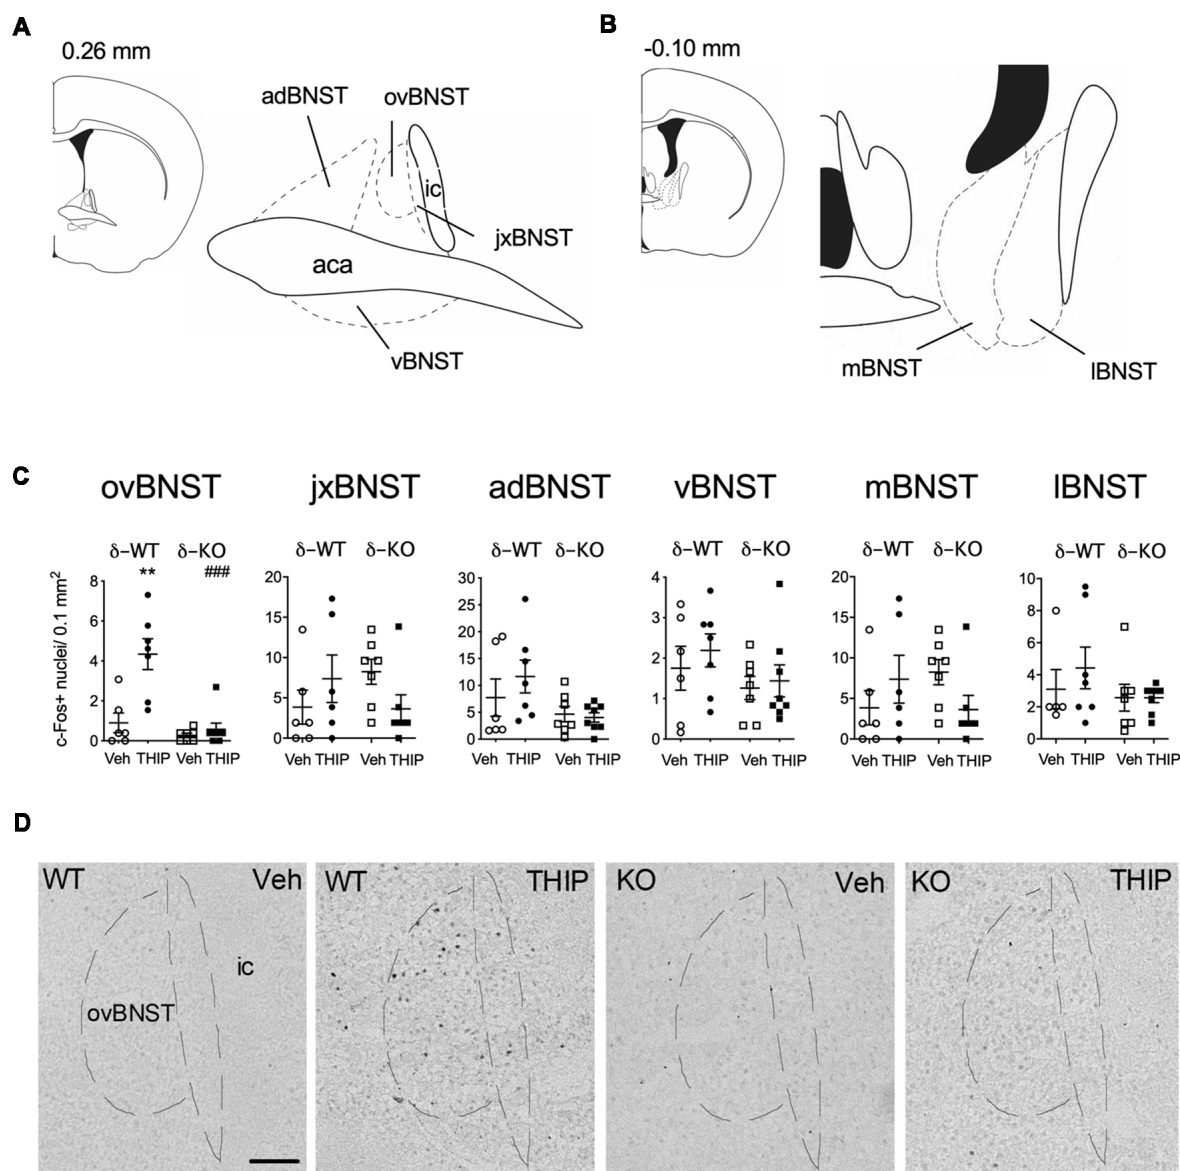 A
0.26 mm
adBNST
ovBNST
ic
jxBNST
aca
vBNST
B
-0.10 mm
mBNST
lBNST
C
ovBNST
jxBNST
adBNST
vBNST
mBNST
lBNST
δ–WT δ–KO
δ–WT δ–KO
δ–WT δ–KO
δ–WT δ–KO
δ–WT δ–KO
δ–WT δ–KO
** ###
c-Fos+ nuclei/ 0.1 mm²
8
6
4
2
0
Veh THIP Veh THIP
20
15
10
5
0
Veh THIP Veh THIP
30
25
20
15
10
5
0
Veh THIP Veh THIP
4
3
2
1
0
Veh THIP Veh THIP
20
15
10
5
0
Veh THIP Veh THIP
10
8
6
4
2
0
Veh THIP Veh THIP
D
WT Veh
ic
ovBNST
WT THIP
KO Veh
KO THIP